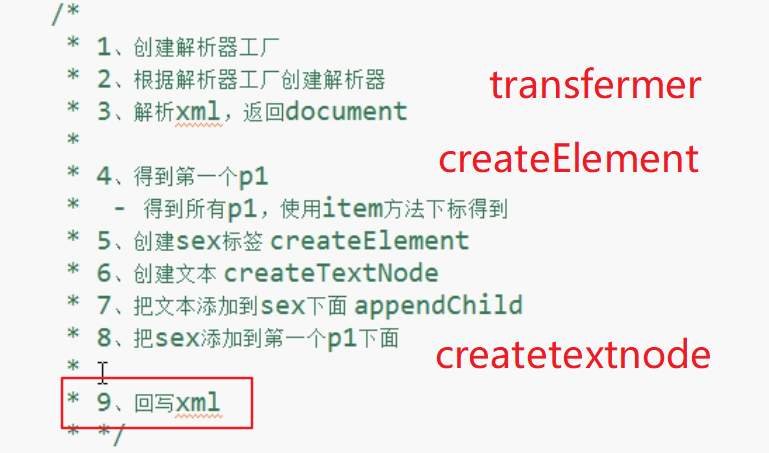 /*
* 1、创建解析器工厂
* 2、根据解析器工厂创建解析器
* 3、解析xml，返回document
*
* 4、得到第一个p1
* - 得到所有p1，使用item方法下标得到
* 5、创建sex标签 createElement
* 6、创建文本 createTextNode
* 7、把文本添加到sex下面 appendChild
* 8、把sex添加到第一个p1下面
*
* 9、回写xml
* */
transfermer
createElement
createtextnode